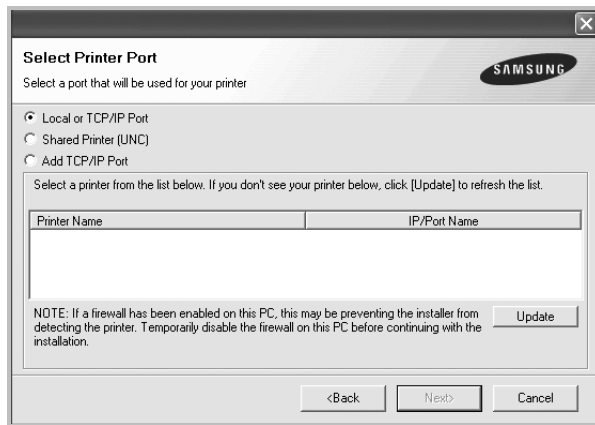 Select Printer Port
Select a port that will be used for your printer
SAMSUNG
Local or TCP/IP Port
Shared Printer (UNC)
Add TCP/IP Port
Select a printer from the list below. If you don't see your printer below, click [Update] to refresh the list.
Printer Name IP/Port Name
NOTE: If a firewall has been enabled on this PC, this may be preventing the installer from
detecting the printer. Temporarily disable the firewall on this PC before continuing with the
installation.
Update
<Back Next> Cancel